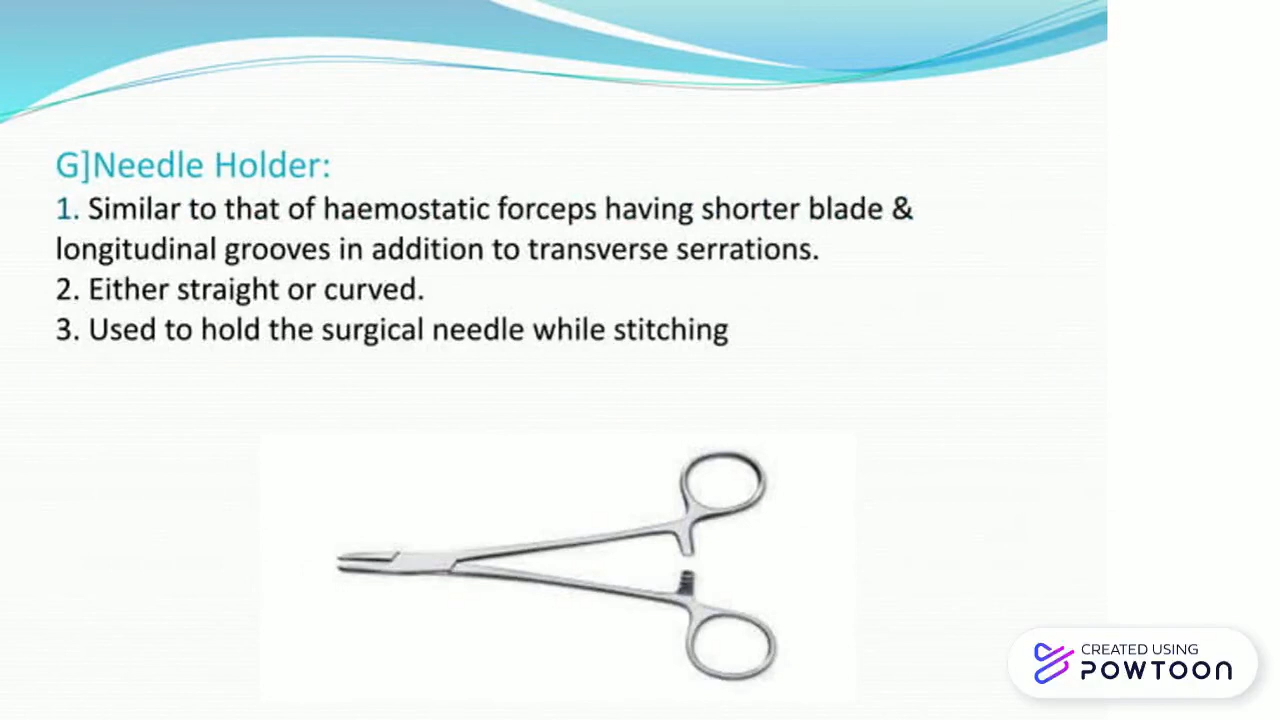 G]Needle Holder:
1. Similar to that of haemostatic forceps having shorter blade &
longitudinal grooves in addition to transverse serrations.
2. Either straight or curved.
3. Used to hold the surgical needle while stitching
CREATED USING
POWTOON